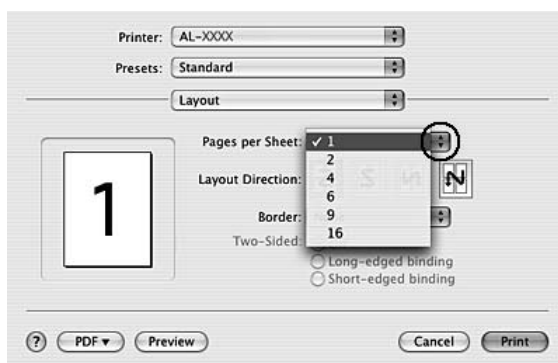 Printer: AL-XXXX
Presets: Standard
Layout
Pages per Sheet: ✓ 1
2
Layout Direction: 4
6
Border: 9
Two-Sided: 16
Long-edged binding
Short-edged binding
1
? PDF▼ Preview Cancel Print